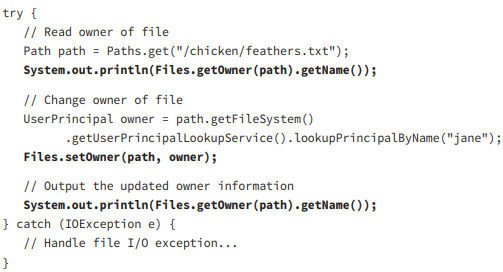 try {
// Read owner of file
Path path = Paths.get("/chicken/feathers.txt");
System.out.println(Files.getOwner(path).getName());
// Change owner of file
UserPrincipal owner = path.getFileSystem()
.getUserPrincipalLookupService().lookupPrincipalByName("jane");
Files.setOwner(path, owner);
// Output the updated owner information
System.out.println(Files.getOwner(path).getName());
} catch (IOException e) {
// Handle file I/O exception...
}